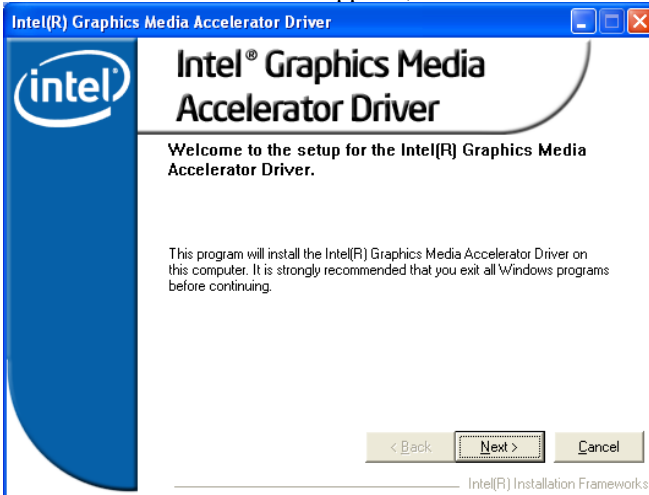 Intel(R) Graphics Media Accelerator Driver
intel
Intel® Graphics Media
Accelerator Driver
Welcome to the setup for the Intel(R) Graphics Media
Accelerator Driver.
This program will install the Intel(R) Graphics Media Accelerator Driver on
this computer. It is strongly recommended that you exit all Windows programs
before continuing.
< Back Next > Cancel
Intel(R) Installation Frameworks